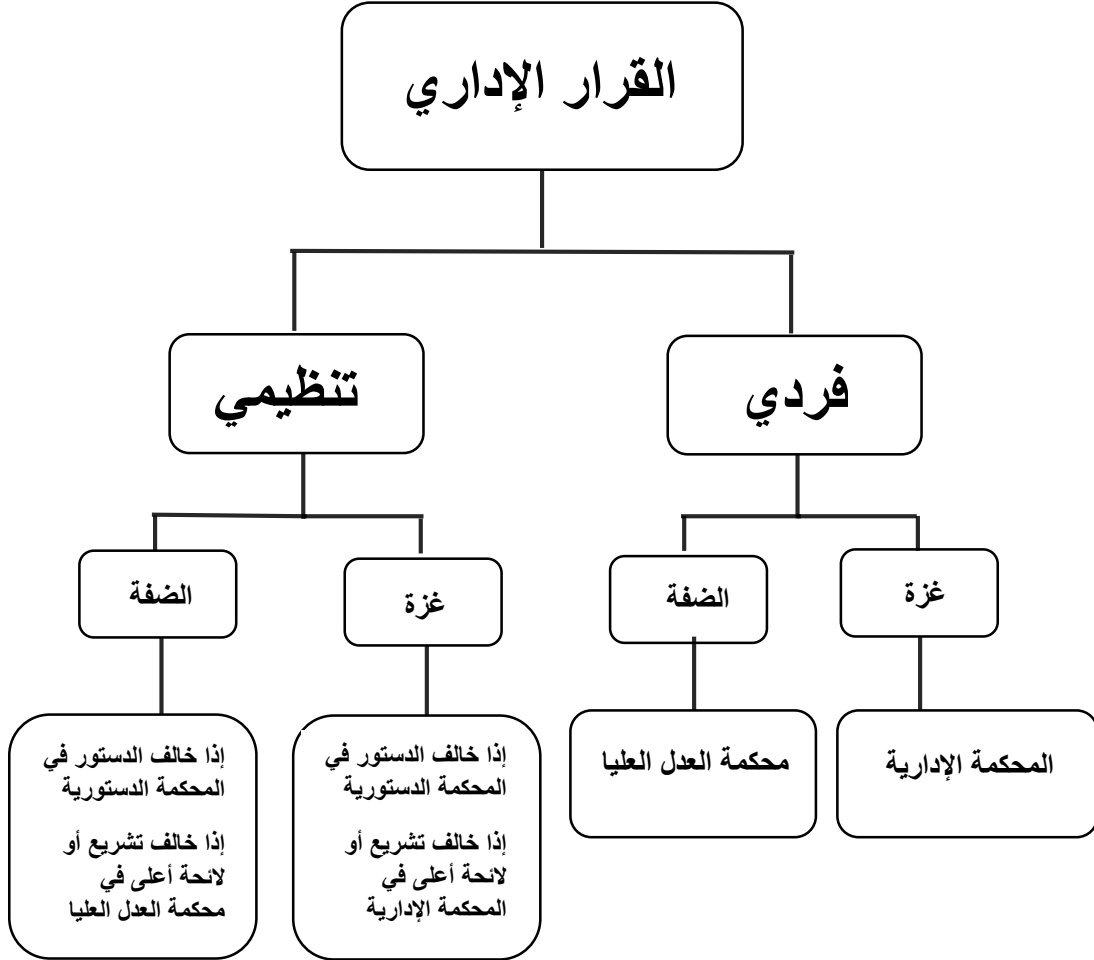 القرار الإداري
فردي
تنظيمي
غزة
الضفة
غزة
الضفة
المحكمة الإدارية
محكمة العدل العليا
إذا خالف الدستور في
المحكمة الدستورية
إذا خالف تشريع أو
لائحة أعلى في
المحكمة الإدارية
إذا خالف الدستور في
المحكمة الدستورية
إذا خالف تشريع أو
لائحة أعلى في
محكمة العدل العليا